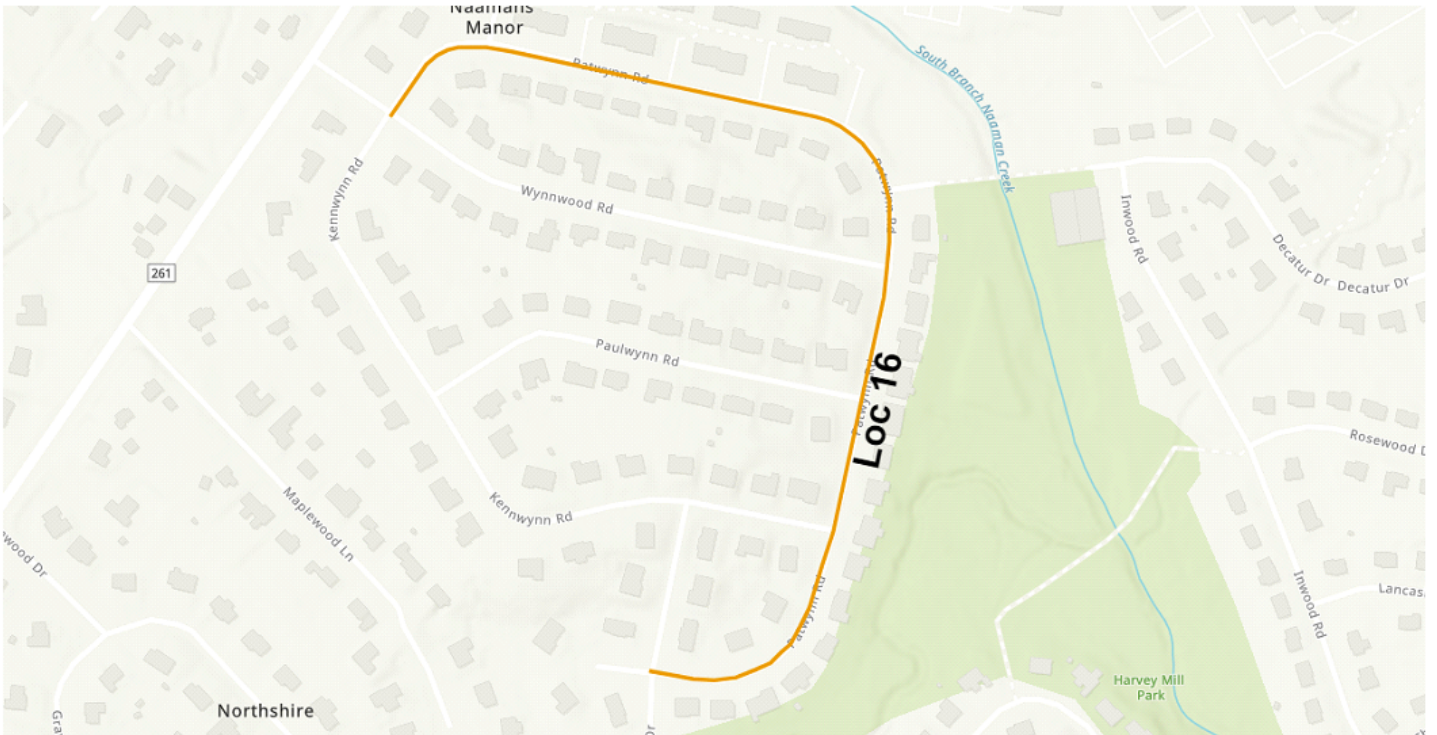 Naamans
Manor
Patwynn Rd
South Branch Naaman Creek
Kennwynn Rd
Wynnwood Rd
Patwynn Rd
Inwood Rd
Decatur Dr
Decatur Dr
261
Paulwynn Rd
Patwynn Rd
Loc 16
Rosewood D
Maplewood Ln
Kennwynn Rd
ewood Dr
Patwynn Rd
Inwood Rd
Lancas
Harvey Mill
Park
Northshire
Gra